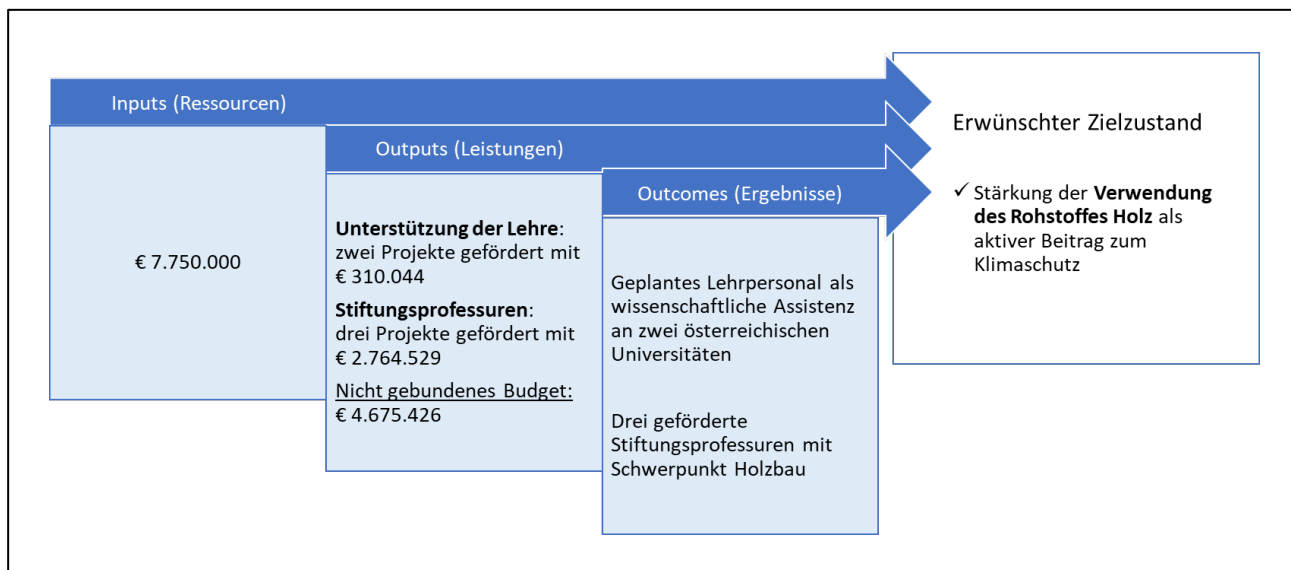 Inputs (Ressourcen)
€ 7.750.000
Outputs (Leistungen)
Unterstützung der Lehre:
zwei Projekte gefördert mit
€ 310.044
Stiftungsprofessuren:
drei Projekte gefördert mit
€ 2.764.529
Nicht gebundenes Budget:
€ 4.675.426
Outcomes (Ergebnisse)
Geplantes Lehrpersonal als
wissenschaftliche Assistenz
an zwei österreichischen
Universitäten
Drei geförderte
Stiftungsprofessuren mit
Schwerpunkt Holzbau
Erwünschter Zielzustand
✓ Stärkung der Verwendung
des Rohstoffes Holz als
aktiver Beitrag zum
Klimaschutz